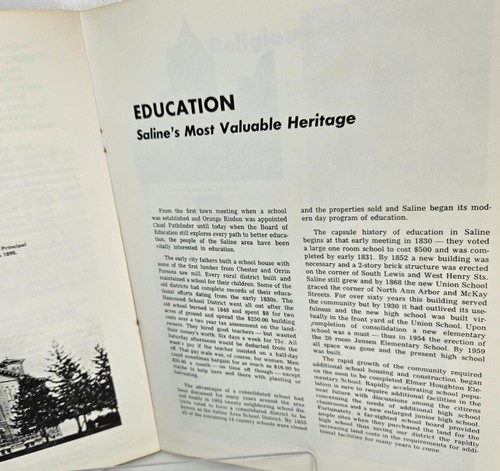 Principal
1890.
EDUCATION
Saline's Most Valuable Heritage
From the first town meeting when a school
was established and Orange Risdon was appointed
Chief Pathfinder until today when the Board of
Education still explores every path to better educa-
tion, the people of the Saline area have been
vitally interested in education.
The early city fathers built a school house with
some of the first lumber from Chester and Orrin
Parsons saw mill. Every rural district built and
maintained a school for their children. Some of the
old districts had complete records of their educa-
tional efforts dating from the early 1830s. The
Hammond School District went all out after the
old school burned in 1848 and spent $8 for two
acres of ground and spread the $250.00 building
costs over a two year tax assessment on the land-
owners. They hired good teachers — but wanted
their money's worth. Six days a week for 75¢. All
Saturday afternoons would be deducted from the
week's pay if the teacher insisted on a half-day
off. That pay scale was, of course, for women. Men
could sometimes bargain for as much as $16.00 to
$18.00 a month — in time off though — except
maybe to help here and there with planting or
The advantages of a consolidated school had
been discussed for many years around the area
and finally in 1952 twenty neighboring school dis-
tricts voted to form a consolidated district to be
known as the Saline Area School District. By 1955
all of the remaining 14 country schools were closed
and the properties sold and Saline began its mod-
ern day program of education.
The capsule history of education in Saline
begins at that early meeting in 1830 — they voted
a large one room school to cost $500 and was com-
pleted by early 1831. By 1852 a new building was
necessary and a 2-story brick structure was erected
on the corner of South Lewis and West Henry Sts.
Saline still grew and by 1868 the new Union School
graced the corner of North Ann Arbor and McKay
Streets. For over sixty years this building served
the community but by 1930 it had outlived its use-
fulness and the new high school was built vir-
tually in the front yard of the Union School. Upon
completion of consolidation a new elementary
school was a must — thus in 1954 the erection of
the 20 room Jensen Elementary School. By 1959
all space was gone and the present high school
was built.
The rapid growth of the community required
additional school housing and construction began
on the soon to be completed Elmer Houghton Ele-
mentary School. Rapidly accelerating school popu-
lation is sure to require additional facilities in the
near future with discussions among the citizens
concerning the needs of additional high school
classrooms and a new enlarged junior high school.
Fortunately, a far-sighted school board provided
ample sites when they purchased the land for the
high school thus saving our district the rapidly
increasing land costs in the requirements for addi-
tional facilities for many years to come.